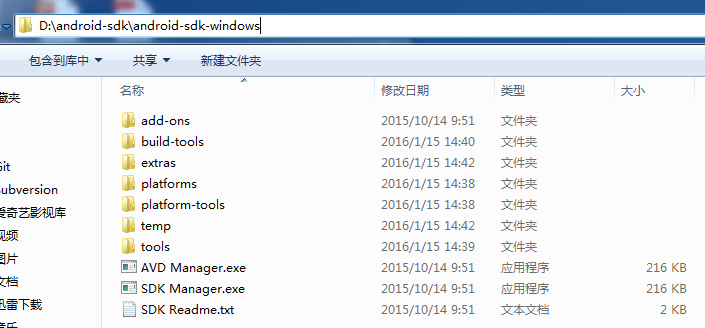 D:\android-sdk\android-sdk-windows
包含到库中 共享 新建文件夹
名称 修改日期 类型 大小
藏夹
add-ons 2015/10/14 9:51 文件夹
build-tools 2016/1/15 14:40 文件夹
extras 2016/1/15 14:42 文件夹
Git
platforms 2016/1/15 14:38 文件夹
Subversion
platform-tools 2016/1/15 14:38 文件夹
爱奇艺影视库
temp 2016/1/15 14:42 文件夹
视频
tools 2016/1/15 14:39 文件夹
图片
AVD Manager.exe 2015/10/14 9:51 应用程序 216 KB
文档
SDK Manager.exe 2015/10/14 9:51 应用程序 216 KB
迅雷下载
SDK Readme.txt 2015/10/14 9:51 文本文档 2 KB
音乐